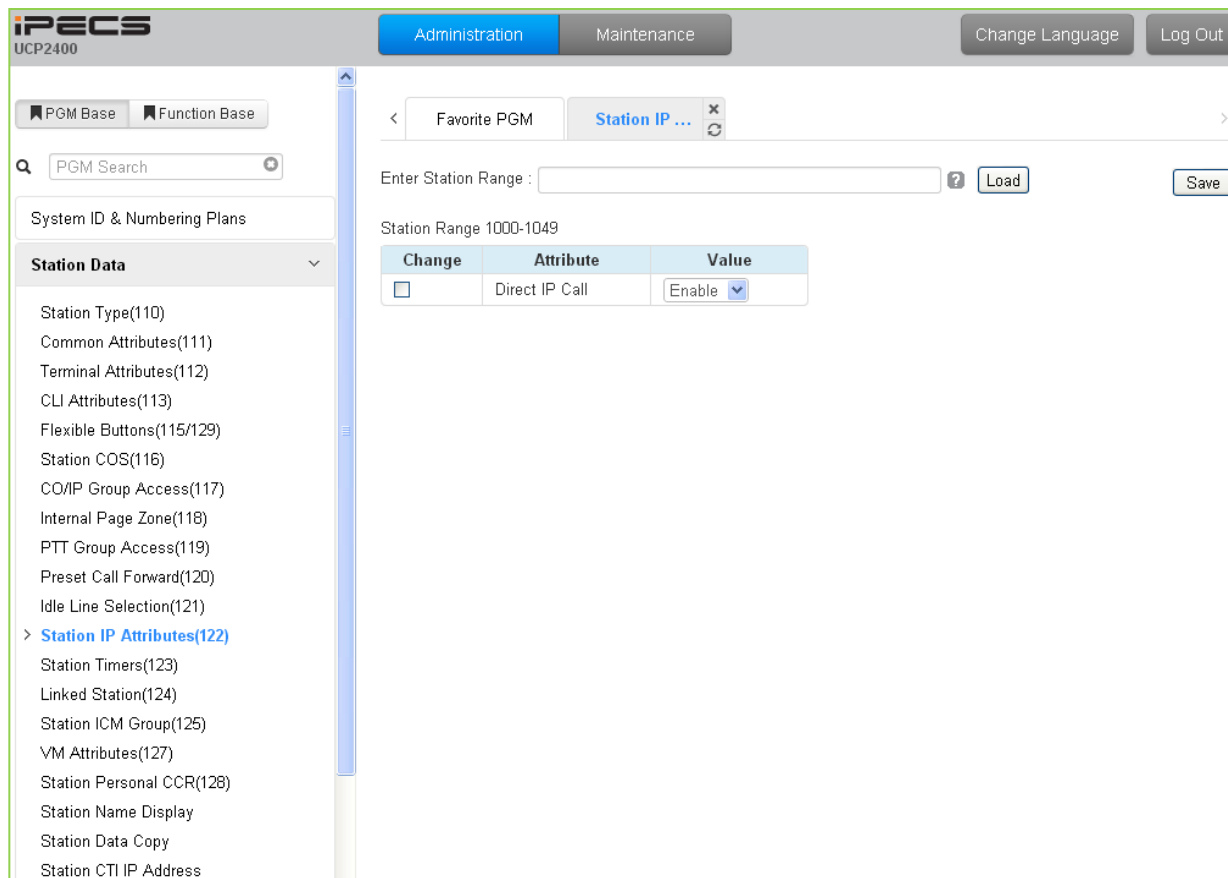 iPECS
UCP2400
Administration
Maintenance
Change Language
Log Out
PGM Base
Function Base
PGM Search
System ID & Numbering Plans
Station Data
Station Type(110)
Common Attributes(111)
Terminal Attributes(112)
CLI Attributes(113)
Flexible Buttons(115/129)
Station COS(116)
CO/IP Group Access(117)
Internal Page Zone(118)
PTT Group Access(119)
Preset Call Forward(120)
Idle Line Selection(121)
> Station IP Attributes(122)
Station Timers(123)
Linked Station(124)
Station ICM Group(125)
VM Attributes(127)
Station Personal CCR(128)
Station Name Display
Station Data Copy
Station CTI IP Address
< Favorite PGM
Station IP ...
Enter Station Range :
?
Load
Save
Station Range 1000-1049
Change Attribute Value
Direct IP Call Enable